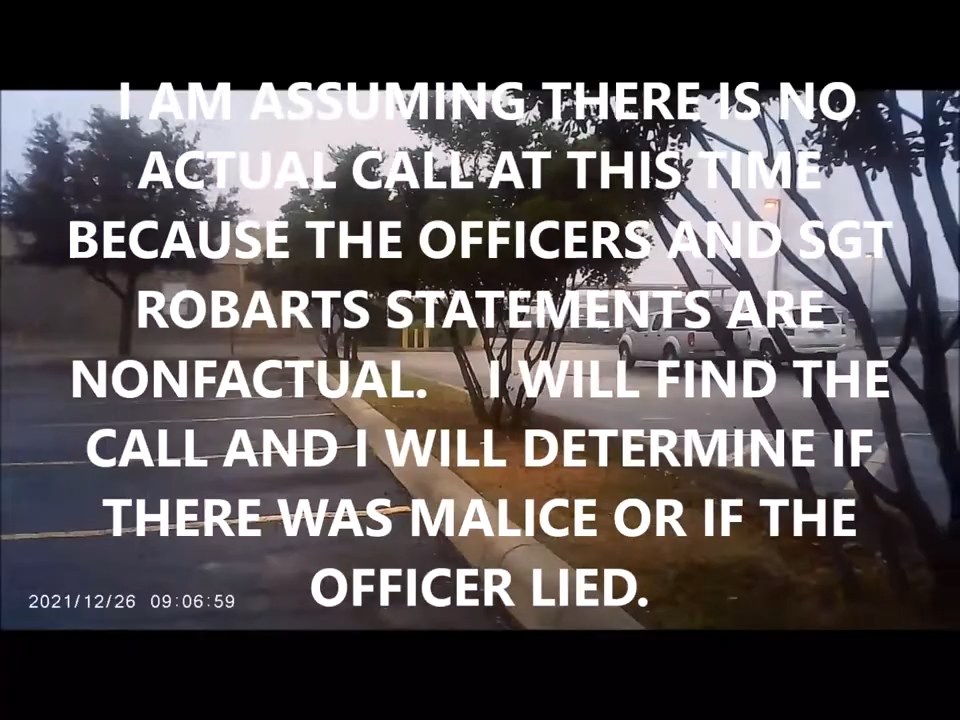 I AM ASSUMING THERE IS NO
ACTUAL CALL AT THIS TIME
BECAUSE THE OFFICERS AND SGT
ROBARTS STATEMENTS ARE
NONFACTUAL. I WILL FIND THE
CALL AND I WILL DETERMINE IF
THERE WAS MALICE OR IF THE
OFFICER LIED.
2021/12/26 09:06:59